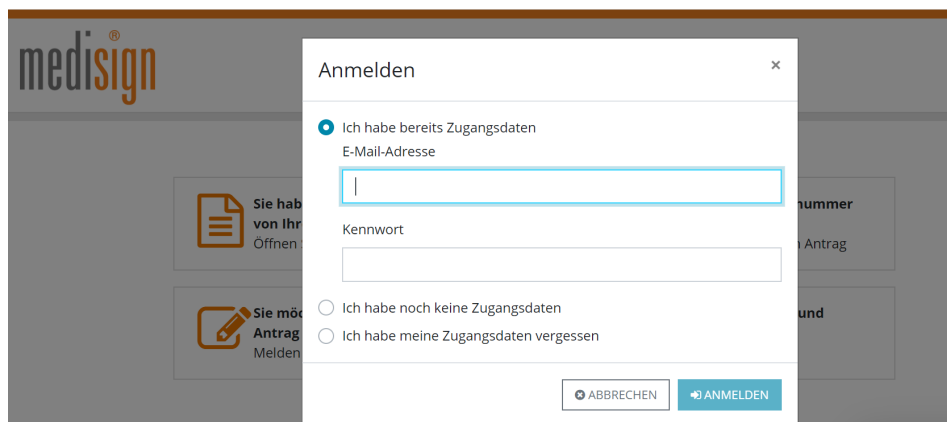 medisign®
Anmelden ×
Ich habe bereits Zugangsdaten
E-Mail-Adresse
Sie hab
nummer
von Ihr
Kennwort
Öffnen
Antrag
Ich habe noch keine Zugangsdaten
Sie möc
und
Antrag
Ich habe meine Zugangsdaten vergessen
Melden
ABBRECHEN
ANMELDEN